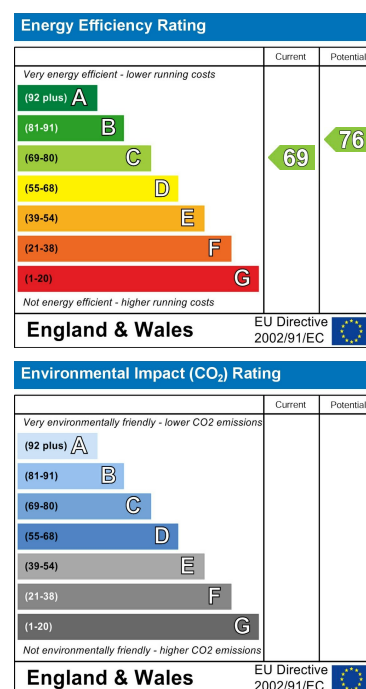 Energy Efficiency Rating
Current Potential
Very energy efficient - lower running costs
(92 plus) A
(81-91) B
(69-80) C
(55-68) D
(39-54) E
(21-38) F
(1-20) G
69
76
Not energy efficient - higher running costs
England & Wales
EU Directive
2002/91/EC
Environmental Impact (CO₂) Rating
Current Potential
Very environmentally friendly - lower CO2 emissions
(92 plus) A
(81-91) B
(69-80) C
(55-68) D
(39-54) E
(21-38) F
(1-20) G
Not environmentally friendly - higher CO2 emissions
England & Wales
EU Directive
2002/91/EC